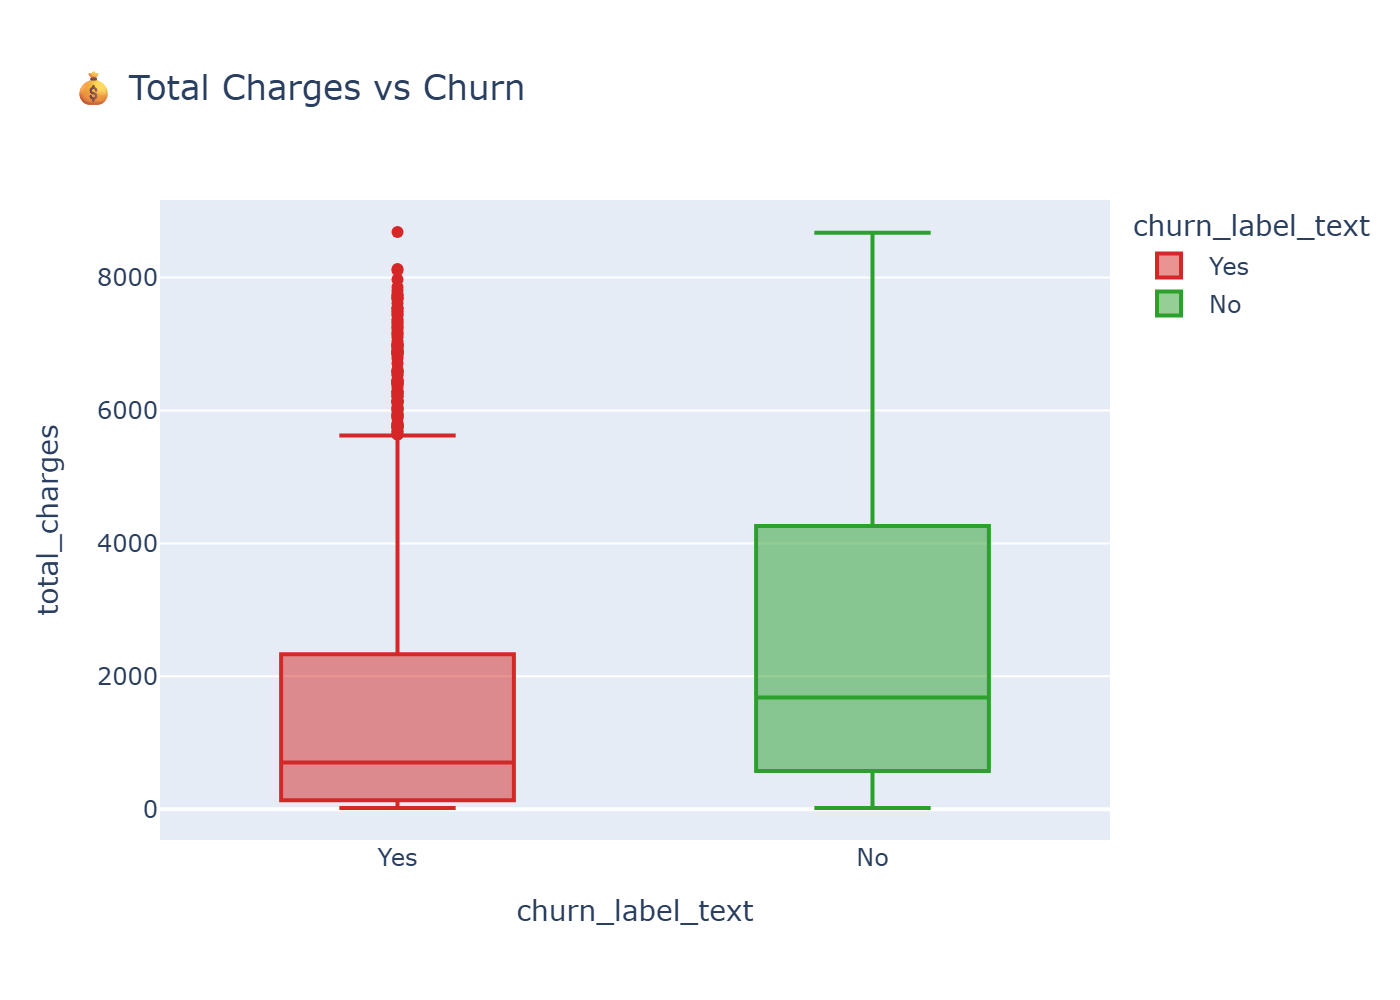 💰 Total Charges vs Churn
churn_label_text
Yes
No
total_charges
8000
6000
4000
2000
0
Yes
No
churn_label_text